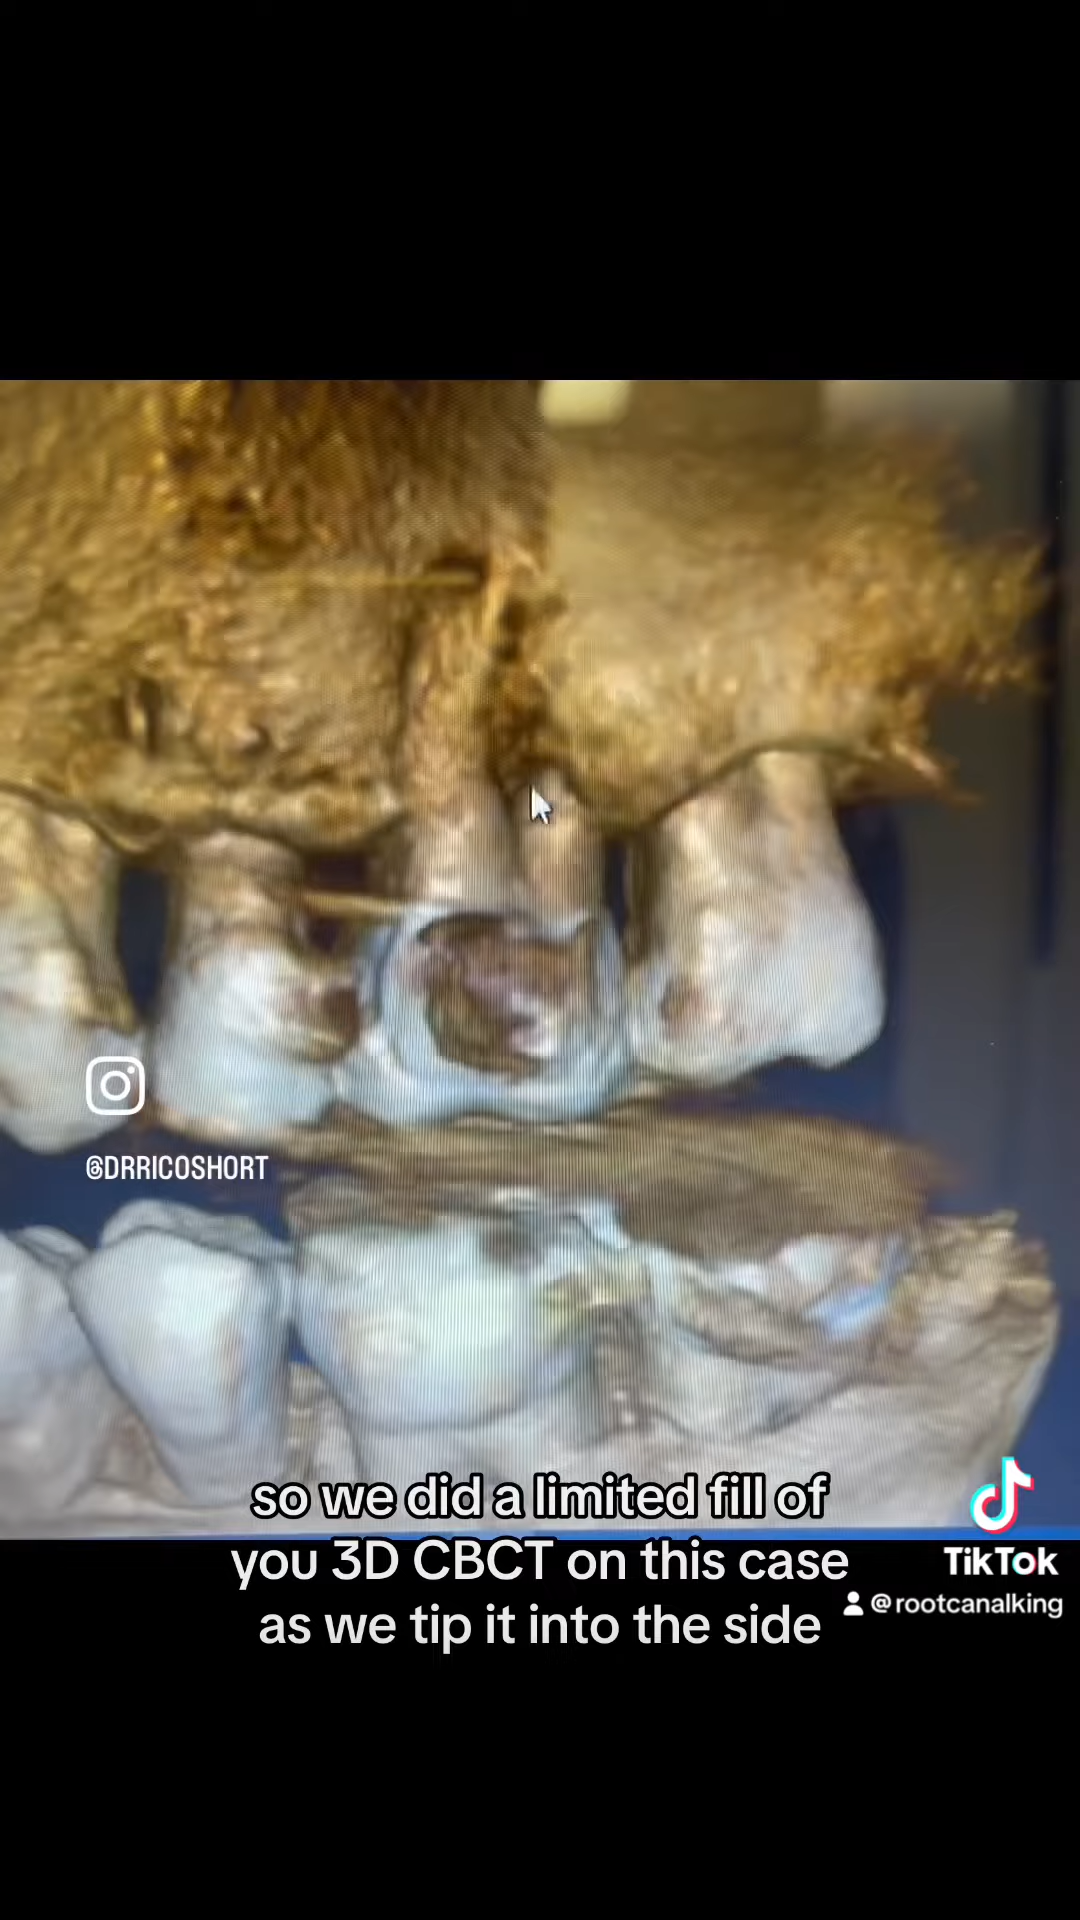 @DRRICOSHORT
so we did a limited fill of
you 3D CBCT on this case
as we tip it into the side
TikTok
@rootcanalking